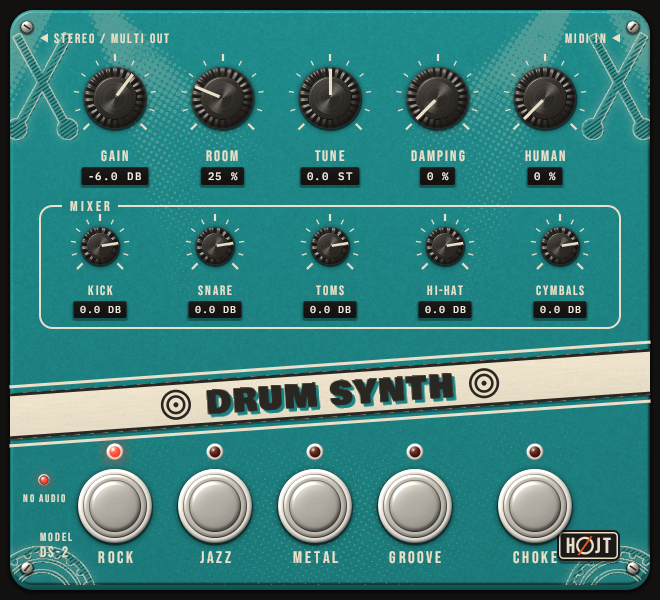 ◀ STEREO / MULTI OUT
MIDI IN ◀
GAIN
ROOM
TUNE
DAMPING
HUMAN
-6.0 DB
25 %
0.0 ST
0 %
0 %
MIXER
KICK
SNARE
TOMS
HI-HAT
CYMBALS
0.0 DB
0.0 DB
0.0 DB
0.0 DB
0.0 DB
DRUM SYNTH
NO AUDIO
MODEL
DS-2
ROCK
JAZZ
METAL
GROOVE
CHOKE
HØJT